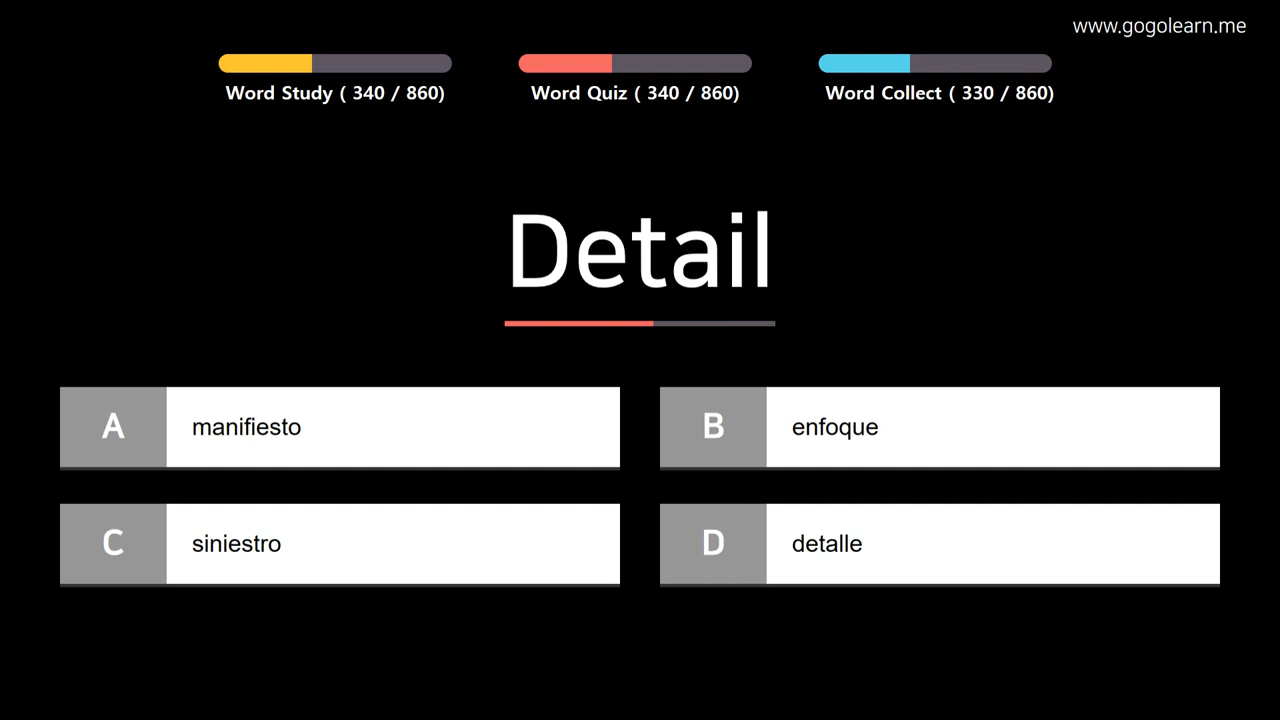 www.gogolearn.me
Word Study ( 340 / 860)
Word Quiz ( 340 / 860)
Word Collect ( 330 / 860)
Detail
A
manifiesto
B
enfoque
C
siniestro
D
detalle